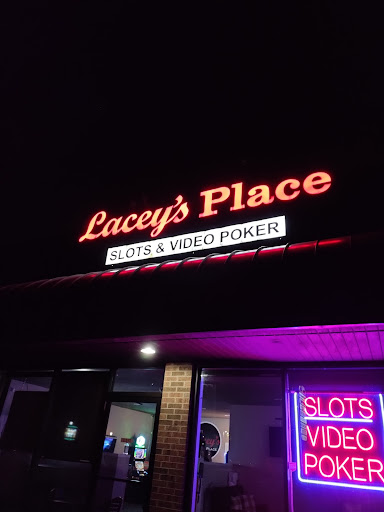 Lacey's Place
SLOTS & VIDEO POKER
SLOTS
VIDEO
POKER